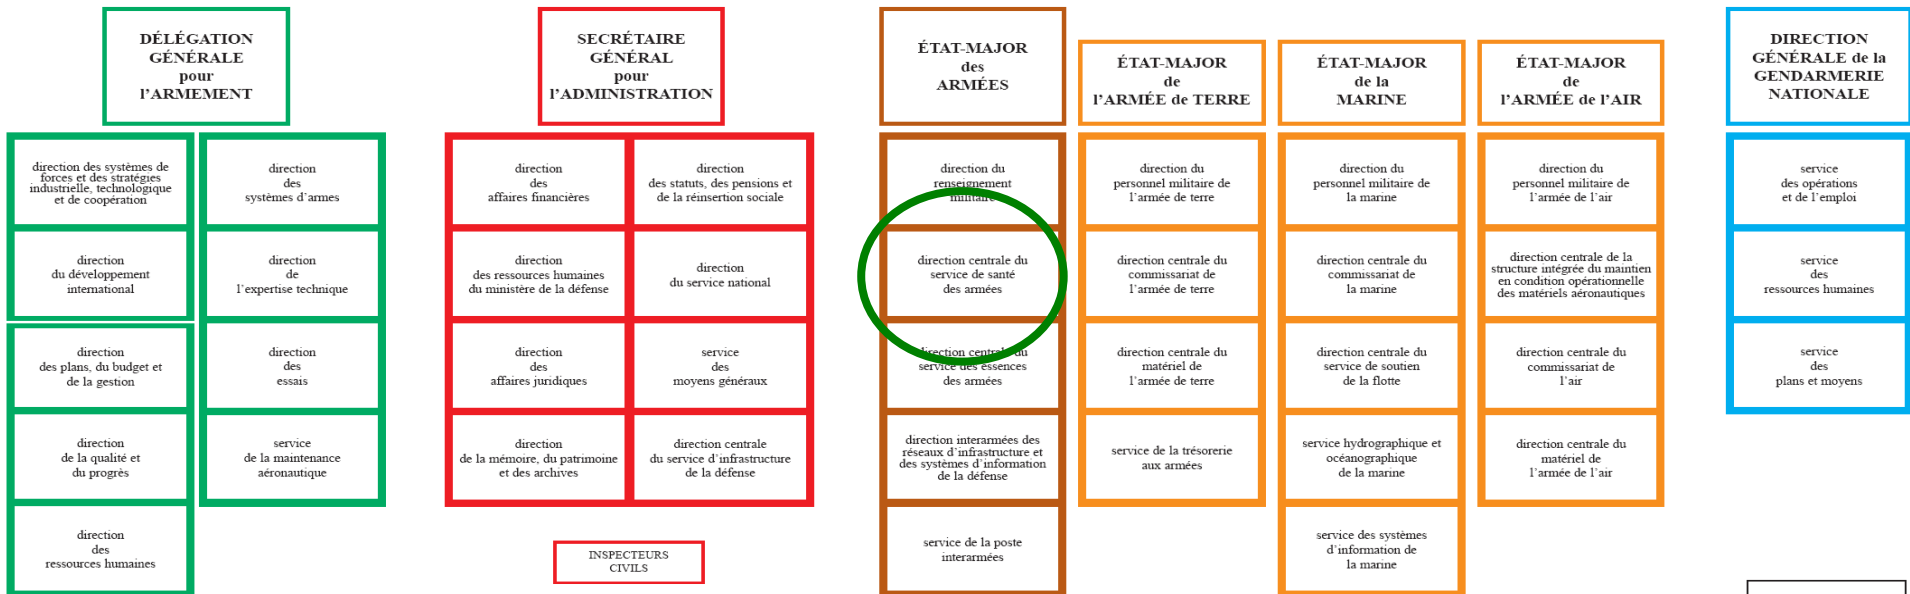 DÉLÉGATION
GÉNÉRALE
pour
l’ARMEMENT
direction des systèmes de
forces et des stratégies
industrielle, technologique
et de coopération
direction
du développement
international
direction
des plans, du budget et
de la gestion
direction
de la qualité et
du progrès
direction
des
ressources humaines
direction
des
systèmes d’armes
direction
de
l’expertise technique
direction
des
essais
service
de la maintenance
aéronautique
SECRÉTAIRE
GÉNÉRAL
pour
l’ADMINISTRATION
direction
des
affaires financières
direction
des ressources humaines
du ministère de la défense
direction
des
affaires juridiques
direction
de la mémoire, du patrimoine
et des archives
direction
des statuts, des pensions et
de la réinsertion sociale
direction
du service national
service
des
moyens généraux
direction centrale
du service d’infrastructure
de la défense
INSPECTEURS
CIVILS
ÉTAT-MAJOR
des
ARMÉES
direction du
renseignement
militaire
direction centrale du
service de santé
des armées
direction centrale du
service des essences
des armées
direction interarmées des
réseaux d’infrastructure et
des systèmes d’information
de la défense
service de la poste
interarmées
ÉTAT-MAJOR
de
l’ARMÉE de TERRE
direction du
personnel militaire de
l’armée de terre
direction centrale du
commissariat de
l’armée de terre
direction centrale du
matériel de
l’armée de terre
service de la trésorerie
aux armées
ÉTAT-MAJOR
de la
MARINE
direction du
personnel militaire de
la marine
direction centrale du
commissariat de
la marine
direction centrale du
service de soutien
de la flotte
service hydrographique et
océanographique
de la marine
service des systèmes
d’information de
la marine
ÉTAT-MAJOR
de
l’ARMÉE de l’AIR
direction du
personnel militaire de
l’armée de l’air
direction centrale de la
structure intégrée du maintien
en condition opérationnelle
des matériels aéronautiques
direction centrale du
commissariat de
l’air
direction centrale du
matériel de
l’armée de l’air
DIRECTION
GÉNÉRALE de la
GENDARMERIE
NATIONALE
service
des opérations
et de l’emploi
service
des
ressources humaines
service
des
plans et moyens